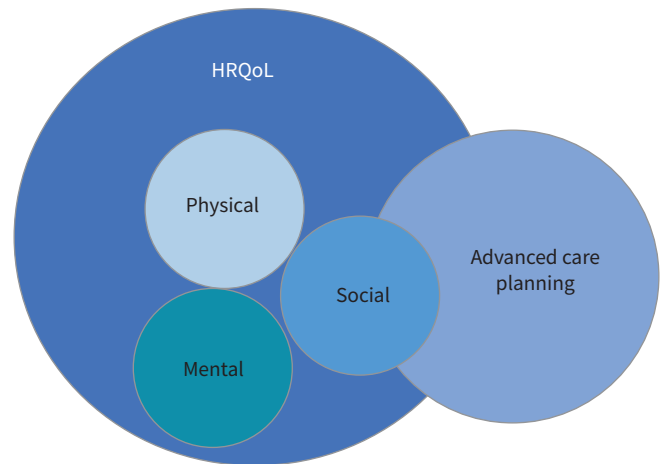 HRQoL
Physical
Advanced care
planning
Social
Mental